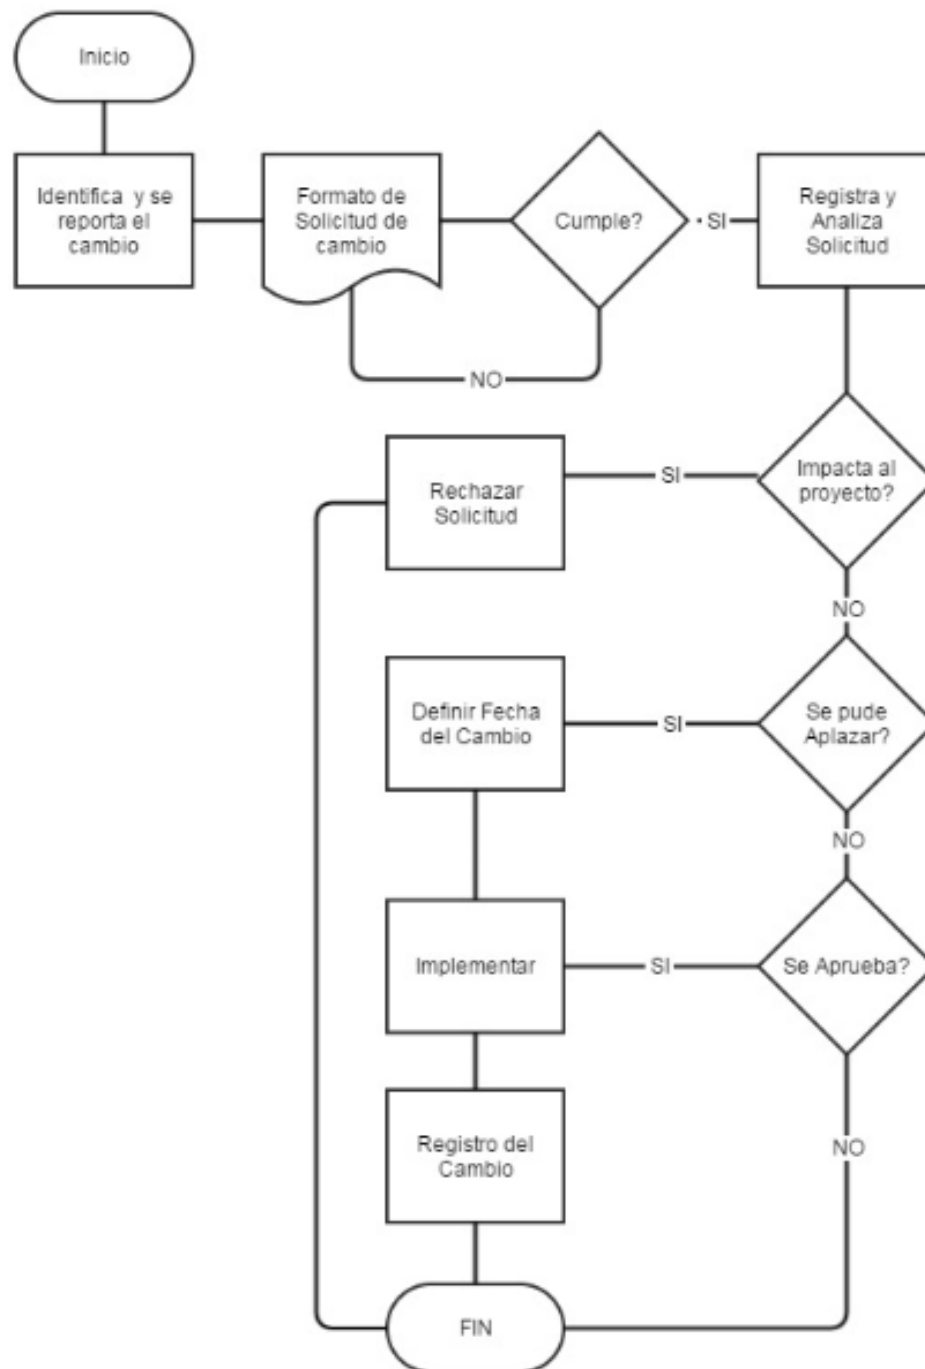 Inicio
Identifica y se
reporta el
cambio
Formato de
Solicitud de
cambio
Cumple?
SI
Registra y
Analiza
Solicitud
NO
Rechazar
Solicitud
SI
Impacta al
proyecto?
NO
Definir Fecha
del Cambio
SI
Se pude
Aplazar?
NO
Implementar
SI
Se Aprueba?
Registro del
Cambio
NO
FIN